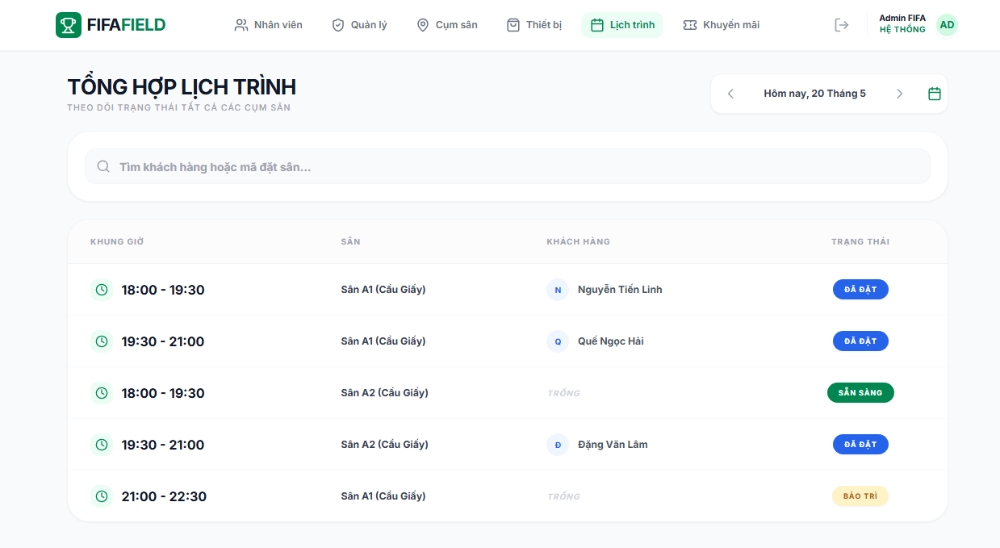 FIFAFIELD
Nhân viên
Quản lý
Cụm sân
Thiết bị
Lịch trình
Khuyến mãi
Admin FIFA
HỆ THỐNG
AD
TỔNG HỢP LỊCH TRÌNH
THEO DÕI TRẠNG THÁI TẤT CẢ CÁC CỤM SÂN
Hôm nay, 20 Tháng 5
Tìm khách hàng hoặc mã đặt sân...
KHUNG GIỜ SÂN KHÁCH HÀNG TRẠNG THÁI
18:00 - 19:30 Sân A1 (Cầu Giấy) N Nguyễn Tiến Linh ĐÃ ĐẶT
19:30 - 21:00 Sân A1 (Cầu Giấy) Q Quế Ngọc Hải ĐÃ ĐẶT
18:00 - 19:30 Sân A2 (Cầu Giấy) TRỐNG SẴN SÀNG
19:30 - 21:00 Sân A2 (Cầu Giấy) Đ Đặng Văn Lâm ĐÃ ĐẶT
21:00 - 22:30 Sân A1 (Cầu Giấy) TRỐNG BẢO TRÌ